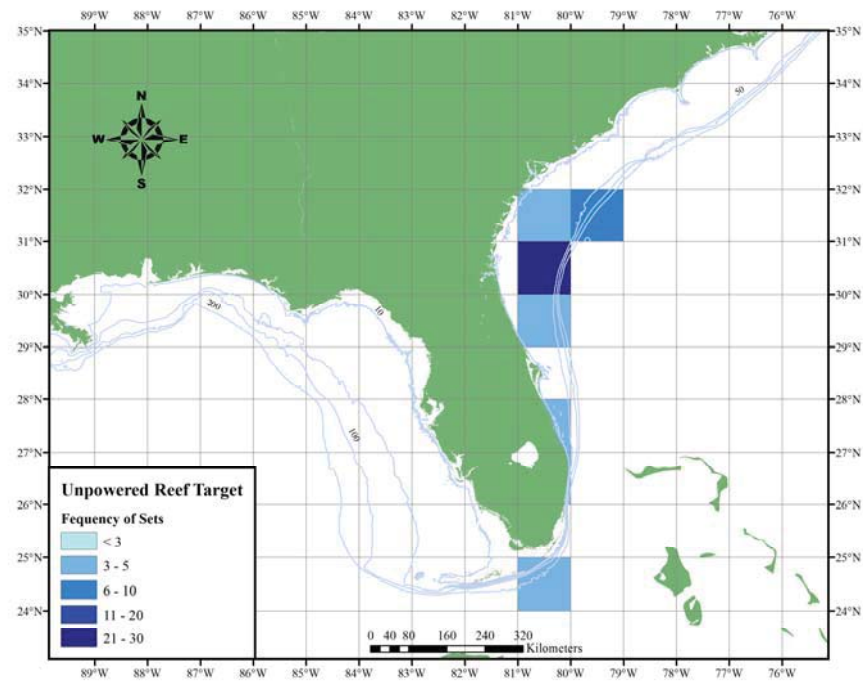 89°W 88°W 87°W 86°W 85°W 84°W 83°W 82°W 81°W 80°W 79°W 78°W 77°W 76°W
35°N 35°N
34°N 34°N
33°N 33°N
32°N 32°N
31°N 31°N
30°N 30°N
29°N 29°N
28°N 28°N
27°N 27°N
26°N 26°N
25°N 25°N
24°N 24°N
N
W E
S
50
200
10
100
Unpowered Reef Target
Fequency of Sets
< 3
3 - 5
6 - 10
11 - 20
21 - 30
0 40 80 160 240 320
Kilometers
89°W 88°W 87°W 86°W 85°W 84°W 83°W 82°W 81°W 80°W 79°W 78°W 77°W 76°W